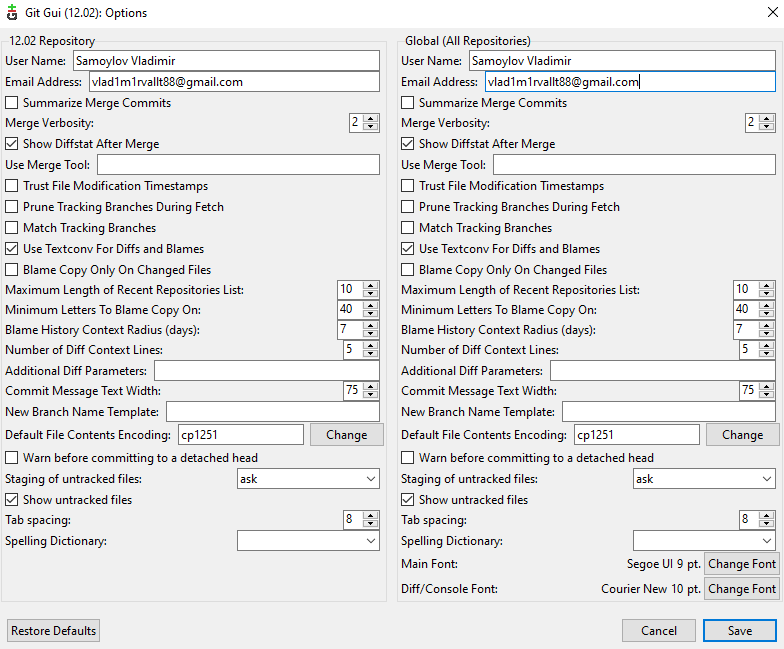 Git Gui (12.02): Options
12.02 Repository
User Name: Samoylov Vladimir
Email Address: vlad1m1rvallt88@gmail.com
Summarize Merge Commits
Merge Verbosity: 2
Show Diffstat After Merge
Use Merge Tool:
Trust File Modification Timestamps
Prune Tracking Branches During Fetch
Match Tracking Branches
Use Textconv For Diffs and Blames
Blame Copy Only On Changed Files
Maximum Length of Recent Repositories List: 10
Minimum Letters To Blame Copy On: 40
Blame History Context Radius (days): 7
Number of Diff Context Lines: 5
Additional Diff Parameters:
Commit Message Text Width: 75
New Branch Name Template:
Default File Contents Encoding: cp1251 Change
Warn before committing to a detached head
Staging of untracked files: ask
Show untracked files
Tab spacing: 8
Spelling Dictionary:
Global (All Repositories)
User Name: Samoylov Vladimir
Email Address: vlad1m1rvallt88@gmail.com
Summarize Merge Commits
Merge Verbosity: 2
Show Diffstat After Merge
Use Merge Tool:
Trust File Modification Timestamps
Prune Tracking Branches During Fetch
Match Tracking Branches
Use Textconv For Diffs and Blames
Blame Copy Only On Changed Files
Maximum Length of Recent Repositories List: 10
Minimum Letters To Blame Copy On: 40
Blame History Context Radius (days): 7
Number of Diff Context Lines: 5
Additional Diff Parameters:
Commit Message Text Width: 75
New Branch Name Template:
Default File Contents Encoding: cp1251 Change
Warn before committing to a detached head
Staging of untracked files: ask
Show untracked files
Tab spacing: 8
Spelling Dictionary:
Main Font: Segoe UI 9 pt. Change Font
Diff/Console Font: Courier New 10 pt. Change Font
Restore Defaults Cancel Save